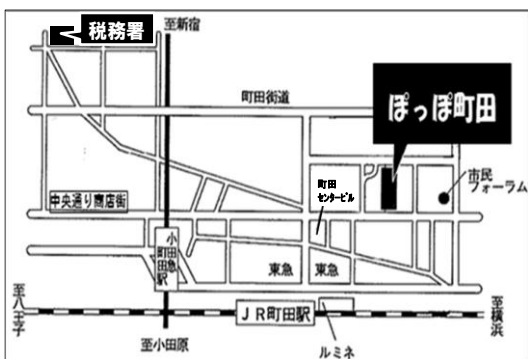 税務署
至新宿
町田街道
ぽっぽ町田
市民
フォーラム
町田
センタービル
中央通り商店街
小田急
町田駅
東急
東急
至八王子
JR町田駅
至横浜
至小田原
ルミネ